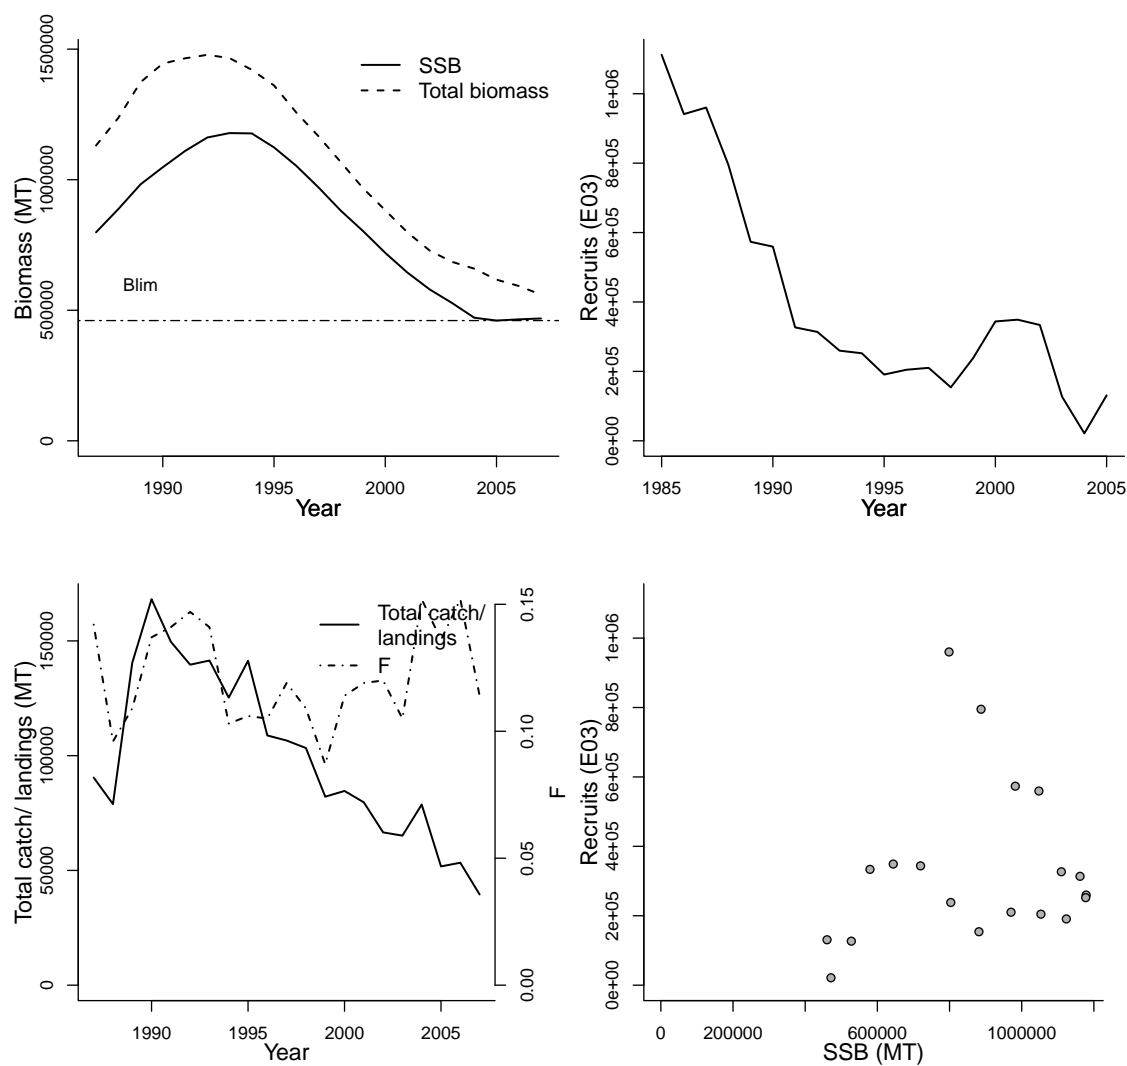 SSB
Total biomass
Blim
Biomass (MT)
0
500000
1000000
1500000
1990
1995
2000
2005
Year
Recruits (E03)
0e+00
2e+05
4e+05
6e+05
8e+05
1e+06
1985
1990
1995
2000
2005
Year
Total catch/
landings
F
Total catch/ landings (MT)
0
50000
100000
150000
1990
1995
2000
2005
Year
0.00
0.05
0.10
0.15
F
Recruits (E03)
0e+00
2e+05
4e+05
6e+05
8e+05
1e+06
0
200000
600000
1000000
SSB (MT)